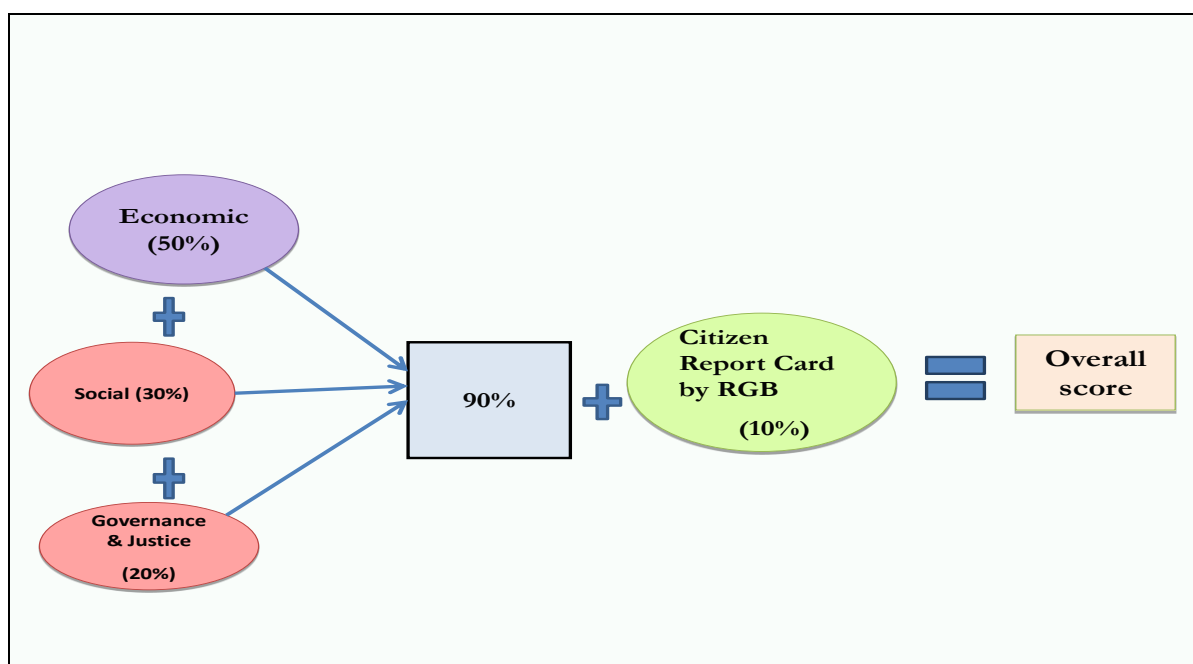 Economic
(50%)
Social (30%)
Governance
& Justice
(20%)
90%
Citizen
Report Card
by RGB
(10%)
Overall
score